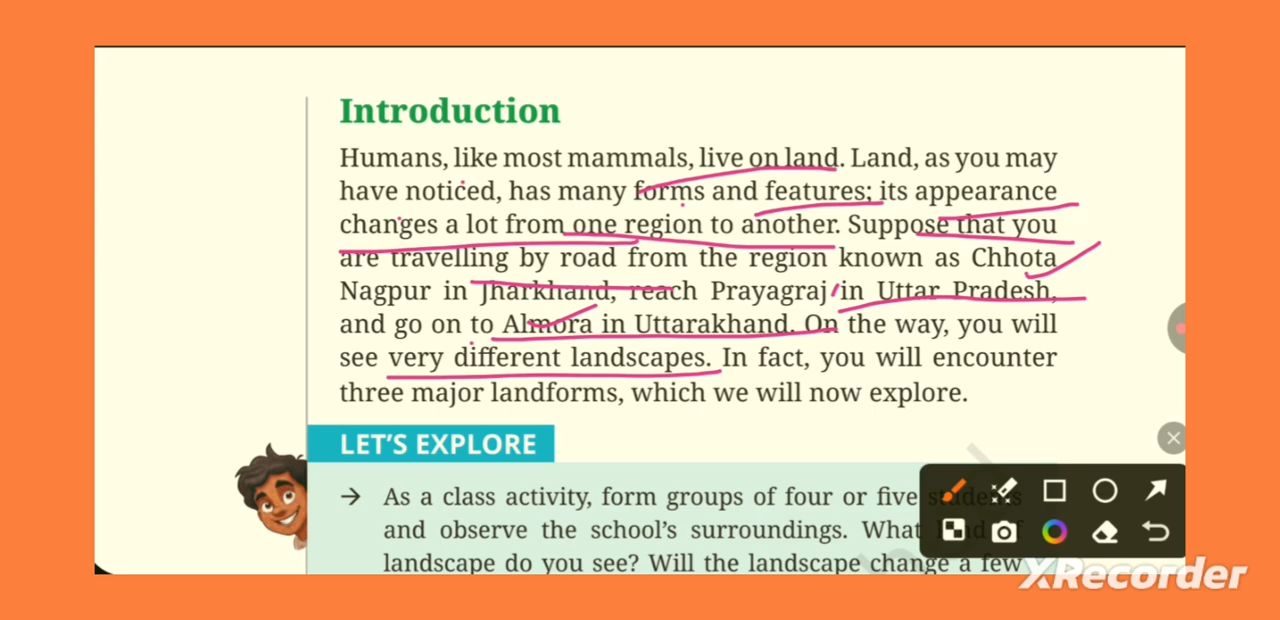 Introduction
Humans, like most mammals, live on land. Land, as you may
have noticed, has many forms and features; its appearance
changes a lot from one region to another. Suppose that you
are travelling by road from the region known as Chhota
Nagpur in Jharkhand, reach Prayagraj in Uttar Pradesh,
and go on to Almora in Uttarakhand. On the way, you will
see very different landscapes. In fact, you will encounter
three major landforms, which we will now explore.
LET'S EXPLORE
→ As a class activity, form groups of four or five students
and observe the school's surroundings. What kind of
landscape do you see? Will the landscape change a few
XRecorder